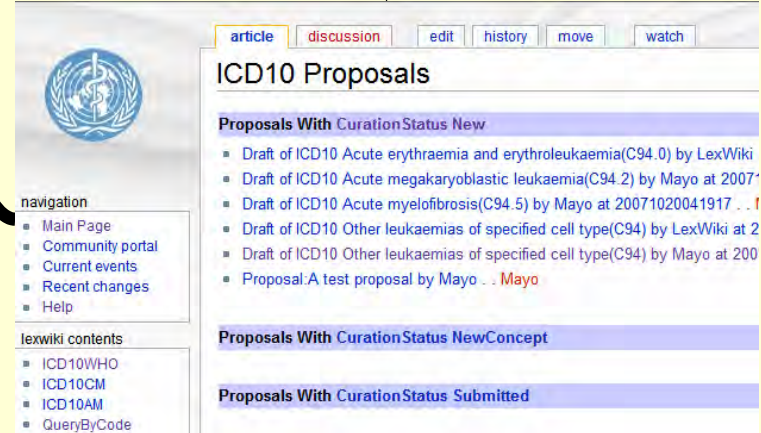 article discussion edit history move watch
ICD10 Proposals
Proposals With CurationStatus New
Draft of ICD10 Acute erythraemia and erythroleukaemia(C94.0) by LexWiki
Draft of ICD10 Acute megakaryoblastic leukaemia(C94.2) by Mayo at 20071
Draft of ICD10 Acute myelofibrosis(C94.5) by Mayo at 20071020041917 . .
Draft of ICD10 Other leukaemias of specified cell type(C94) by LexWiki at 2
Draft of ICD10 Other leukaemias of specified cell type(C94) by Mayo at 200
Proposal:A test proposal by Mayo . . Mayo
Proposals With CurationStatus NewConcept
Proposals With CurationStatus Submitted
navigation
Main Page
Community portal
Current events
Recent changes
Help
lexwiki contents
ICD10WHO
ICD10CM
ICD10AM
QueryByCode